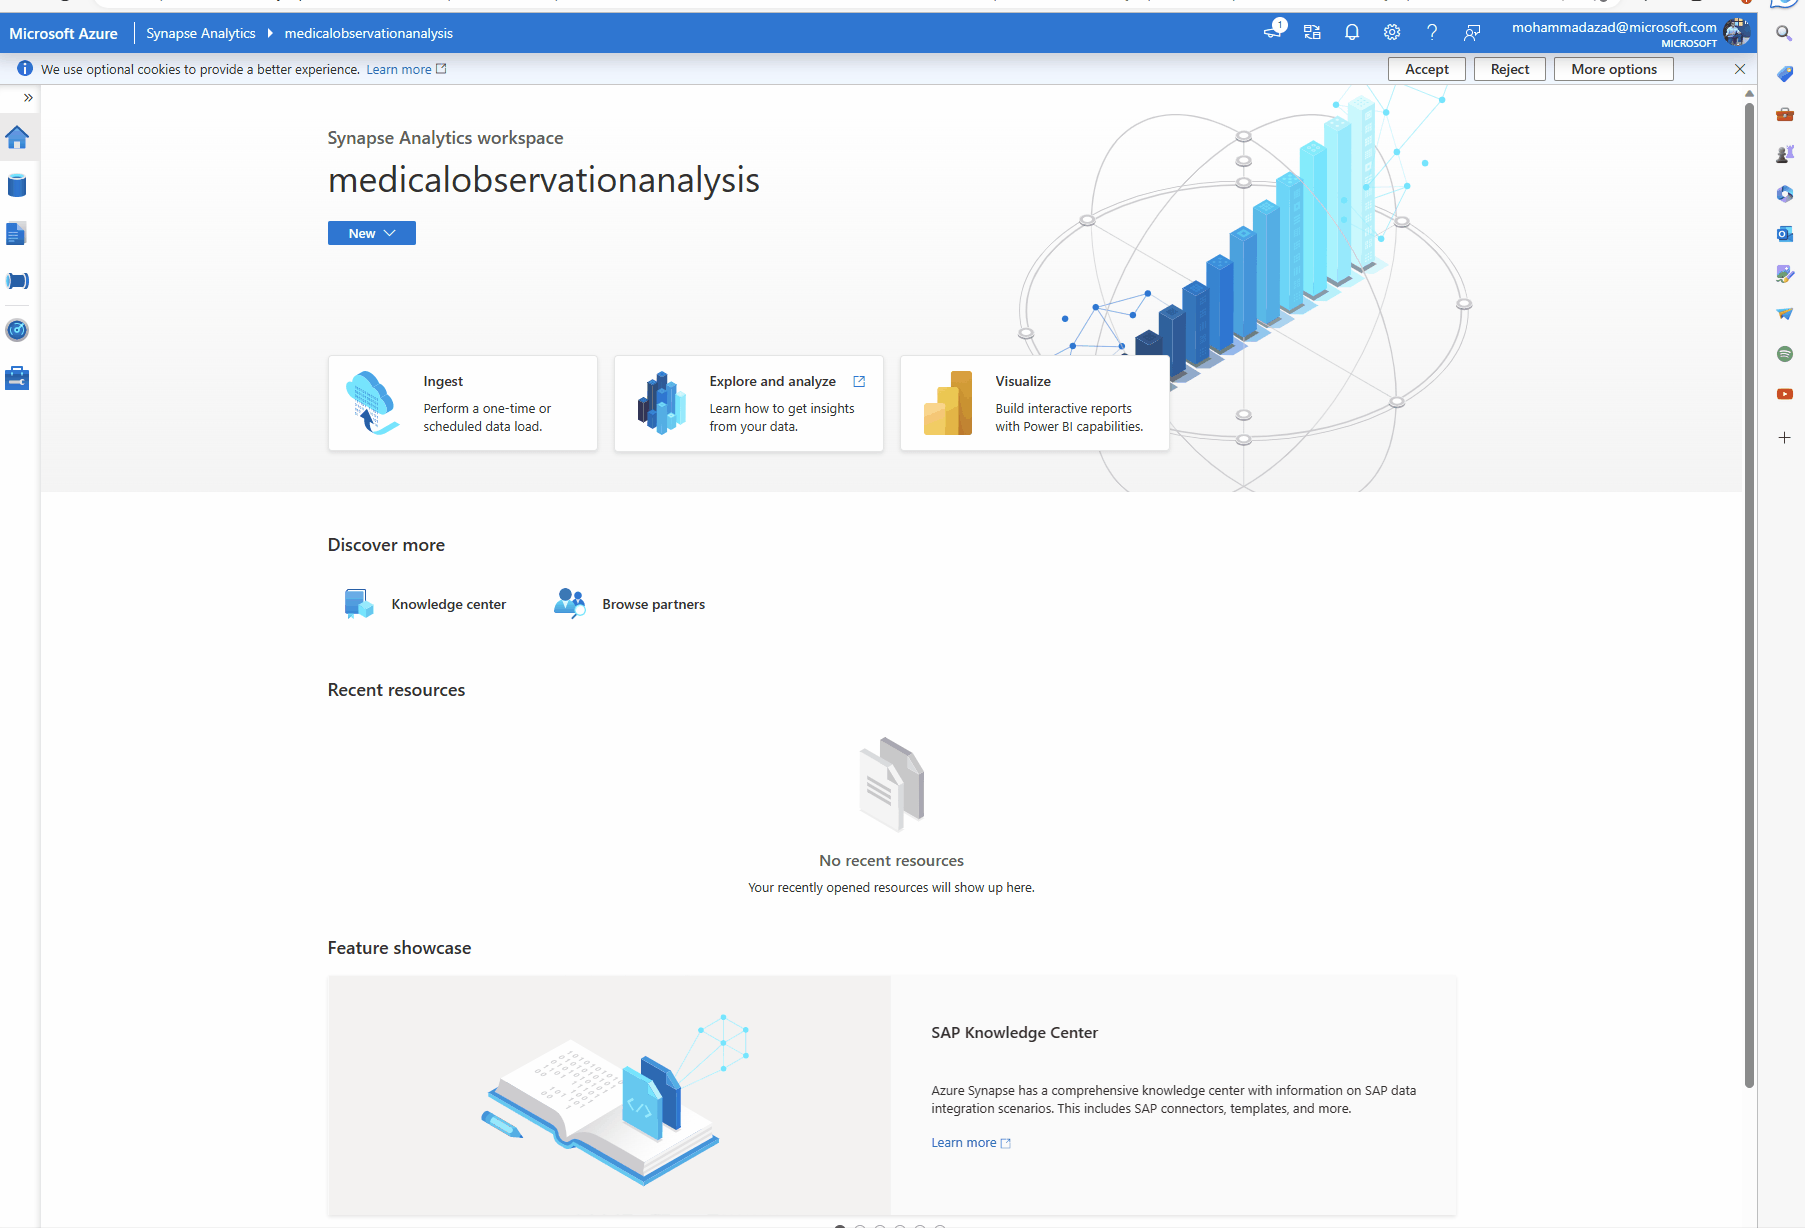 Microsoft Azure
Synapse Analytics
medicalobservationanalysis
1
mohammadazad@microsoft.com
MICROSOFT
We use optional cookies to provide a better experience. Learn more
Accept
Reject
More options
Synapse Analytics workspace
medicalobservationanalysis
New
Ingest
Perform a one-time or
scheduled data load.
Explore and analyze
Learn how to get insights
from your data.
Visualize
Build interactive reports
with Power BI capabilities.
Discover more
Knowledge center
Browse partners
Recent resources
No recent resources
Your recently opened resources will show up here.
Feature showcase
SAP Knowledge Center
Azure Synapse has a comprehensive knowledge center with information on SAP data
integration scenarios. This includes SAP connectors, templates, and more.
Learn more